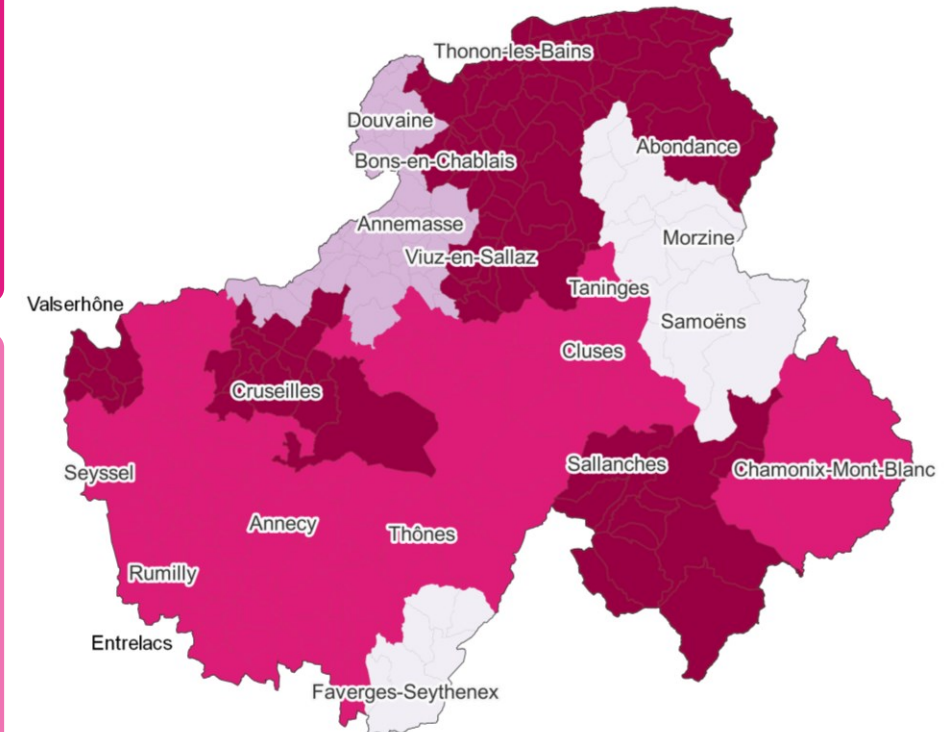 Thonon-les-Bains
Douvaine
Abondance
Bons-en-Chablais
Annemasse
Morzine
Viuz-en-Sallaz
Taninges
Valserhône
Samoëns
Cluses
Cruseilles
Sallanches
Chamonix-Mont-Blanc
Seyssel
Annecy
Thônes
Rumilly
Entrelacs
Faverges-Seythenex